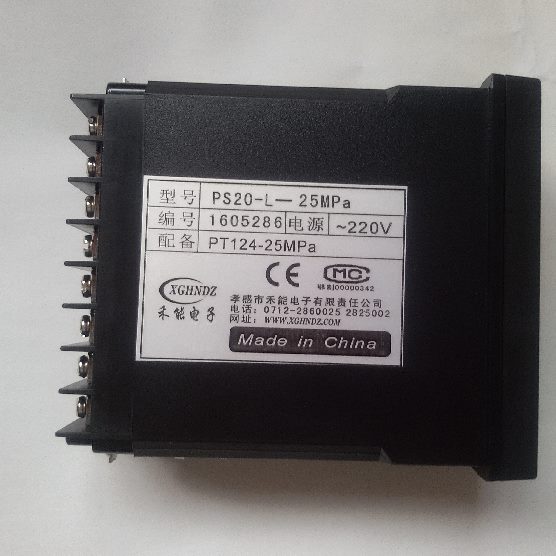 型号 PS20-L—25MPa
编号 1605286 电源 ~220V
配备 PT124-25MPa
CE MC
XGHNDZ
禾能电子
孝感市禾能电子有限责任公司
电话: 0712-2860025 2825002
网址: WWW.XGHNDZ.COM
Made in China